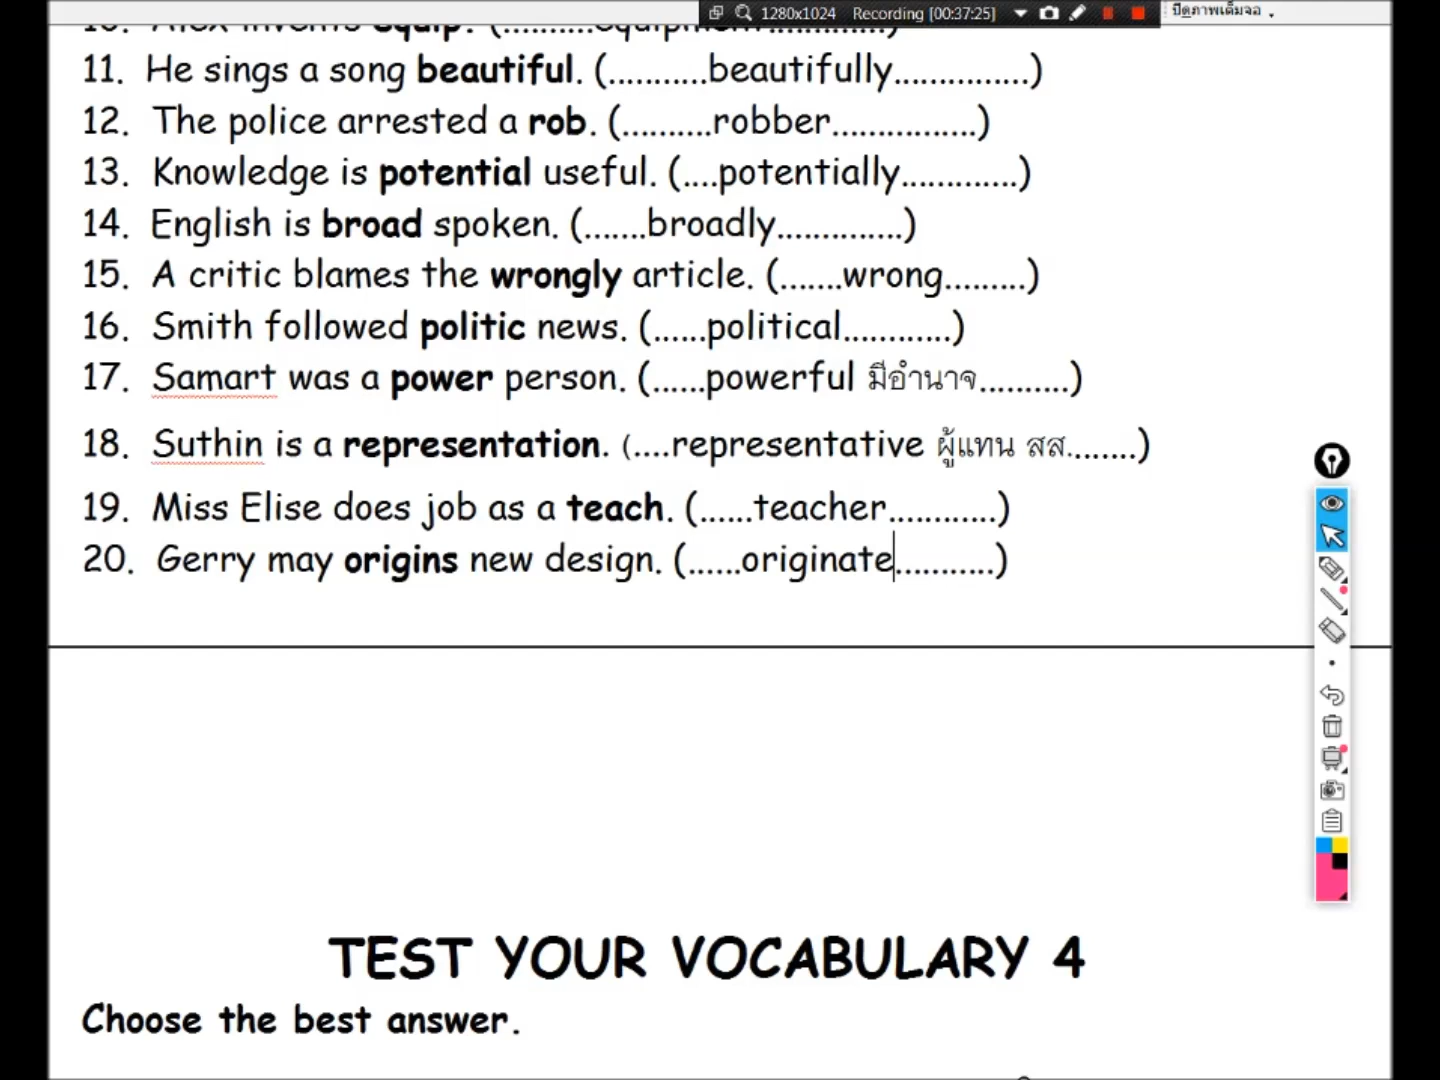 1280x1024 Recording [00:37:25] ปิดภาพเต็มจอ
11. He sings a song beautiful. (...........beautifully...............)
12. The police arrested a rob. (..........robber................)
13. Knowledge is potential useful. (....potentially.............)
14. English is broad spoken. (.......broadly..............)
15. A critic blames the wrongly article. (.......wrong.........)
16. Smith followed politic news. (......political............)
17. Samart was a power person. (......powerful มีอำนาจ..........)
18. Suthin is a representation. (....representative ผู้แทน สส........)
19. Miss Elise does job as a teach. (......teacher............)
20. Gerry may origins new design. (......originate...........)
TEST YOUR VOCABULARY 4
Choose the best answer.